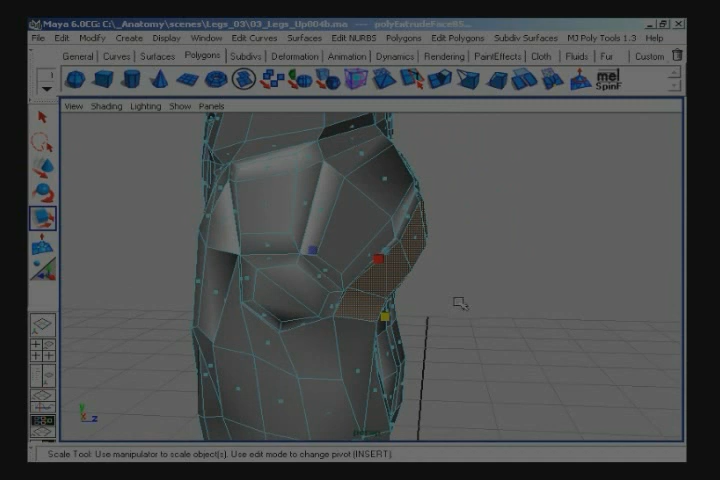 Maya 6.0CG: C:\_Anatomy\scenes\Legs_03\03_Legs_Up004b.ma --- polyExtrudeFace95...
File Edit Modify Create Display Window Edit Curves Surfaces Edit NURBS Polygons Edit Polygons Subdiv Surfaces MJ Poly Tools 1.3 Help
General Curves Surfaces Polygons Subdivs Deformation Animation Dynamics Rendering PaintEffects Cloth Fluids Fur Custom
mel
SpinF
View Shading Lighting Show Panels
y
x z
Scale Tool: Use manipulator to scale object(s). Use edit mode to change pivot (INSERT).